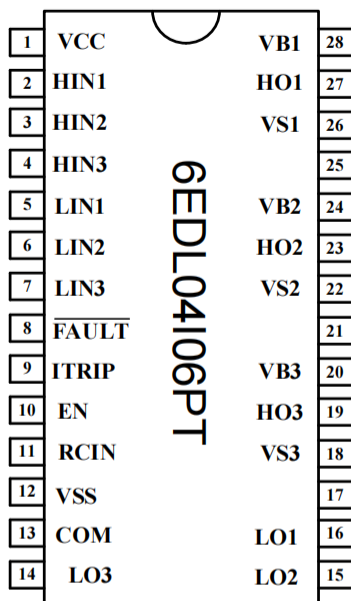 1 VCC VB1 28
2 HIN1 HO1 27
3 HIN2 VS1 26
4 HIN3 25
5 LIN1 VB2 24
6 LIN2 HO2 23
7 LIN3 VS2 22
8 FAULT 21
9 ITRIP VB3 20
10 EN HO3 19
11 RCIN VS3 18
12 VSS 17
13 COM LO1 16
14 LO3 LO2 15
6EDL04I06PT